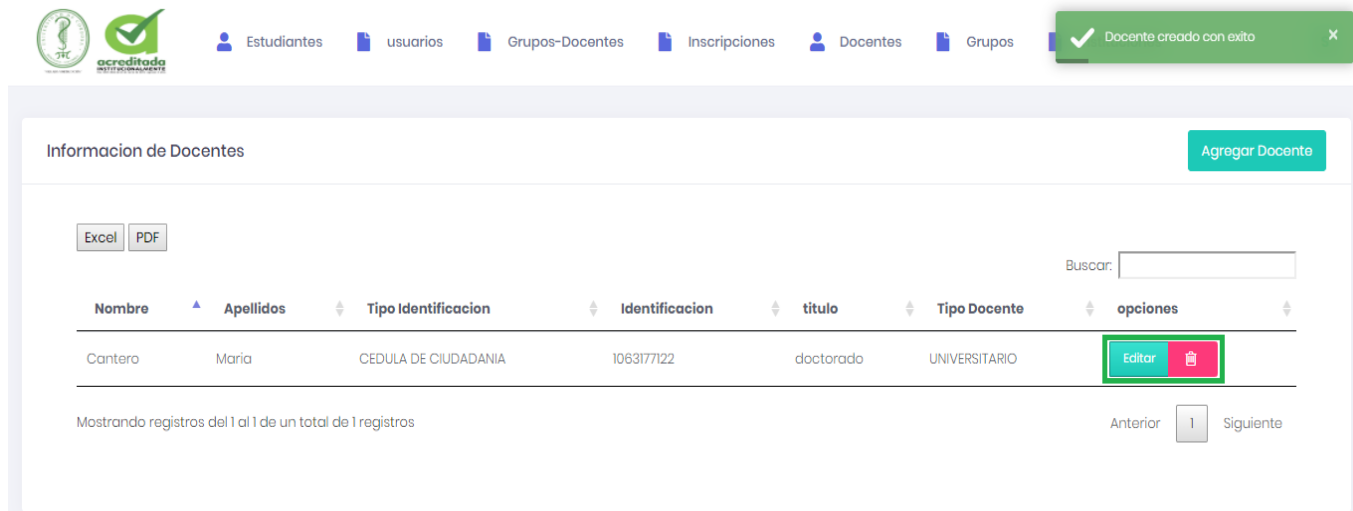 Estudiantes usuarios Grupos-Docentes Inscripciones Docentes Grupos
Docente creado con exito x
acreditada
INSTITUCIONALMENTE
Informacion de Docentes Agregar Docente
Excel PDF
Buscar:
Nombre Apellidos Tipo Identificacion Identificacion titulo Tipo Docente opciones
Cantero Maria CEDULA DE CIUDADANIA 1063177122 doctorado UNIVERSITARIO Editar
Mostrando registros del 1 al 1 de un total de 1 registros Anterior 1 Siguiente